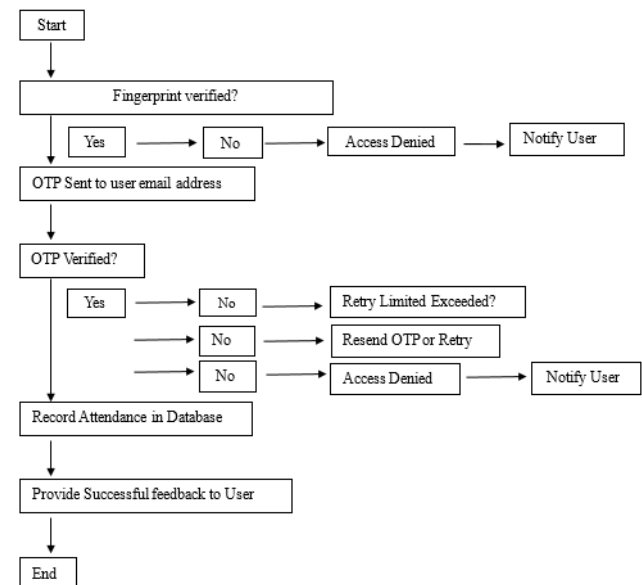 Start
Fingerprint verified?
Yes No Access Denied Notify User
OTP Sent to user email address
OTP Verified?
Yes No Retry Limited Exceeded?
No Resend OTP or Retry
No Access Denied Notify User
Record Attendance in Database
Provide Successful feedback to User
End